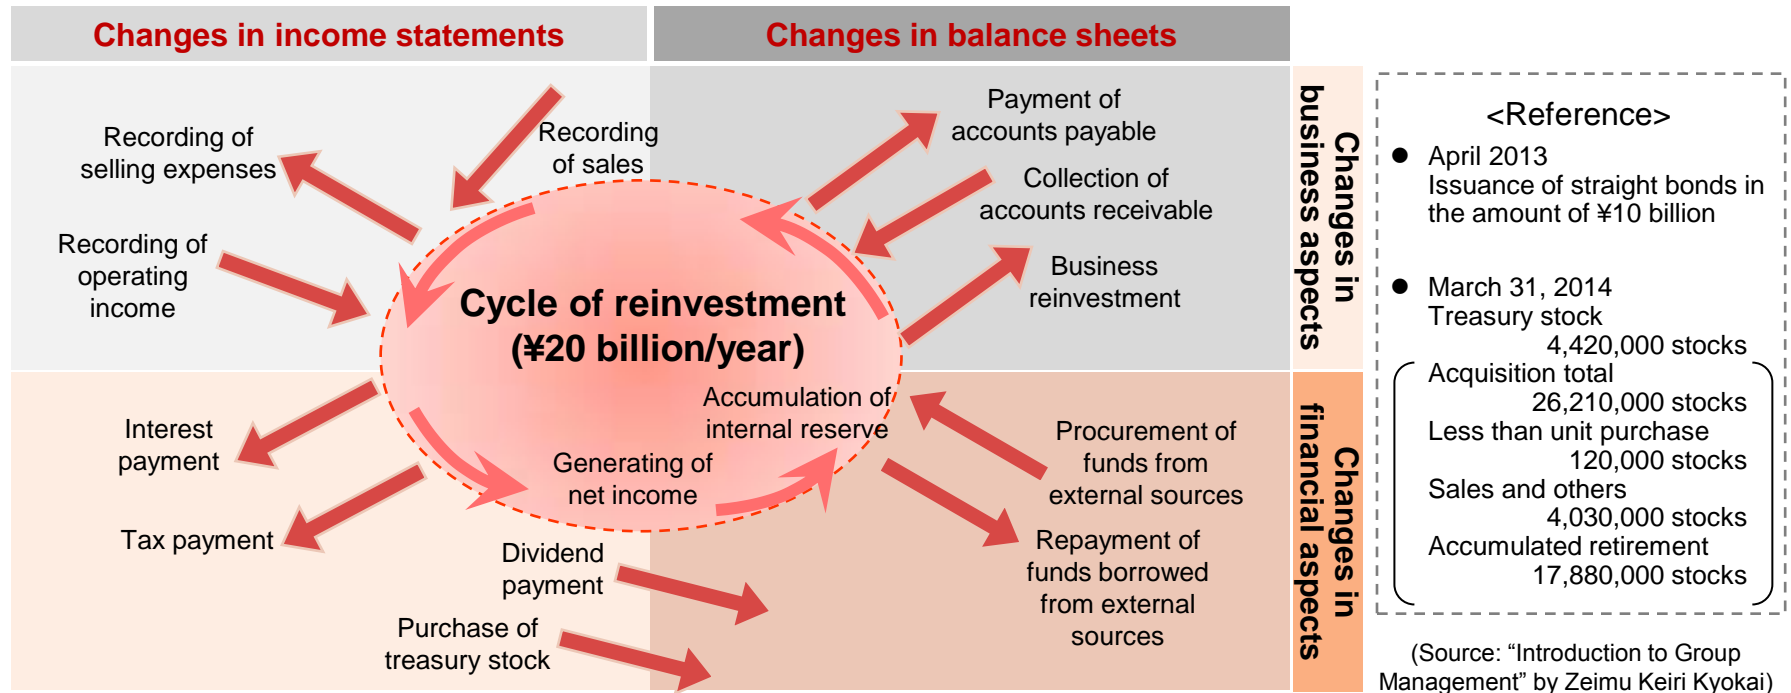 Changes in income statements
Changes in balance sheets
Recording of
selling expenses
Recording
of sales
Recording of
operating
income
Payment of
accounts payable
Collection of
accounts receivable
Business
reinvestment
Changes in
business aspects
Cycle of reinvestment
(¥20 billion/year)
Accumulation of
internal reserve
Generating of
net income
Interest
payment
Tax payment
Dividend
payment
Purchase of
treasury stock
Procurement of
funds from
external sources
Repayment of
funds borrowed
from external
sources
Changes in
financial aspects
<Reference>
● April 2013
Issuance of straight bonds in
the amount of ¥10 billion
● March 31, 2014
Treasury stock
4,420,000 stocks
Acquisition total
26,210,000 stocks
Less than unit purchase
120,000 stocks
Sales and others
4,030,000 stocks
Accumulated retirement
17,880,000 stocks
(Source: “Introduction to Group
Management” by Zeimu Keiri Kyokai)